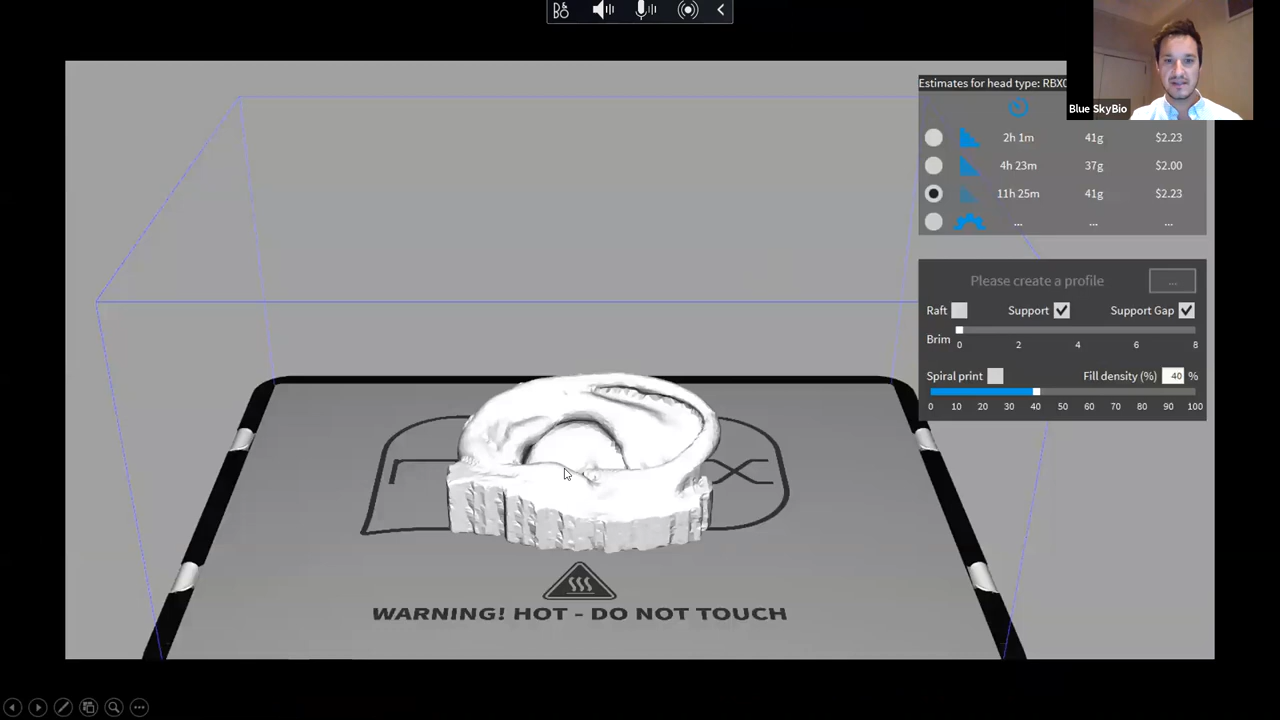 Estimates for head type: RBX
Blue SkyBio
2h 1m 41g $2.23
4h 23m 37g $2.00
11h 25m 41g $2.23
... ... ...
Please create a profile ...
Raft Support Support Gap
Brim
0 2 4 6 8
Spiral print Fill density (%) 40 %
0 10 20 30 40 50 60 70 80 90 100
WARNING! HOT - DO NOT TOUCH